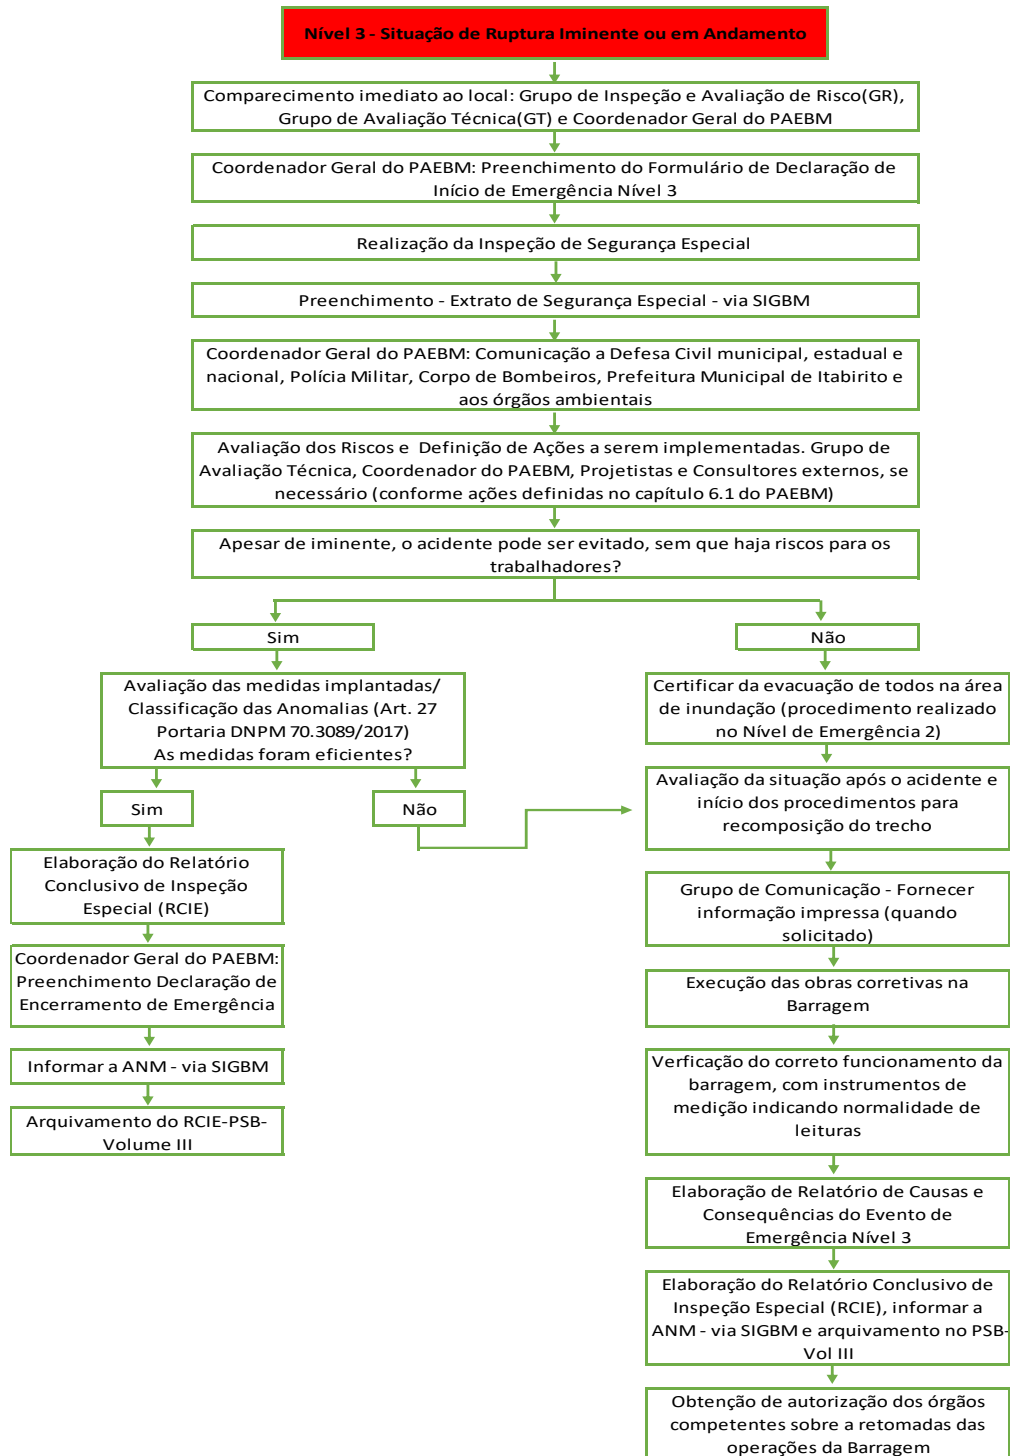 Nível 3 - Situação de Ruptura Iminente ou em Andamento
Comparecimento imediato ao local: Grupo de Inspeção e Avaliação de Risco(GR),
Grupo de Avaliação Técnica(GT) e Coordenador Geral do PAEBM
Coordenador Geral do PAEBM: Preenchimento do Formulário de Declaração de
Início de Emergência Nível 3
Realização da Inspeção de Segurança Especial
Preenchimento - Extrato de Segurança Especial - via SIGBM
Coordenador Geral do PAEBM: Comunicação a Defesa Civil municipal, estadual e
nacional, Polícia Militar, Corpo de Bombeiros, Prefeitura Municipal de Itabirito e
aos órgãos ambientais
Avaliação dos Riscos e  Definição de Ações a serem implementadas. Grupo de
Avaliação Técnica, Coordenador do PAEBM, Projetistas e Consultores externos, se
necessário (conforme ações definidas no capítulo 6.1 do PAEBM)
Apesar de iminente, o acidente pode ser evitado, sem que haja riscos para os
trabalhadores?
Sim
Avaliação das medidas implantadas/
Classificação das Anomalias (Art. 27
Portaria DNPM 70.3089/2017)
As medidas foram eficientes?
Sim
Não
Elaboração do Relatório
Conclusivo de Inspeção
Especial (RCIE)
Coordenador Geral do PAEBM:
Preenchimento Declaração de
Encerramento de Emergência
Informar a ANM - via SIGBM
Arquivamento do RCIE-PSB-
Volume III
Não
Certificar da evacuação de todos na área
de inundação (procedimento realizado
no Nível de Emergência 2)
Avaliação da situação após o acidente e
início dos procedimentos para
recomposição do trecho
Grupo de Comunicação - Fornecer
informação impressa (quando
solicitado)
Execução das obras corretivas na
Barragem
Verficação do correto funcionamento da
barragem, com instrumentos de
medição indicando normalidade de
leituras
Elaboração de Relatório de Causas e
Consequências do Evento de
Emergência Nível 3
Elaboração do Relatório Conclusivo de
Inspeção Especial (RCIE), informar a
ANM - via SIGBM e arquivamento no PSB-
Vol III
Obtenção de autorização dos órgãos
competentes sobre a retomadas das
operações da Barragem